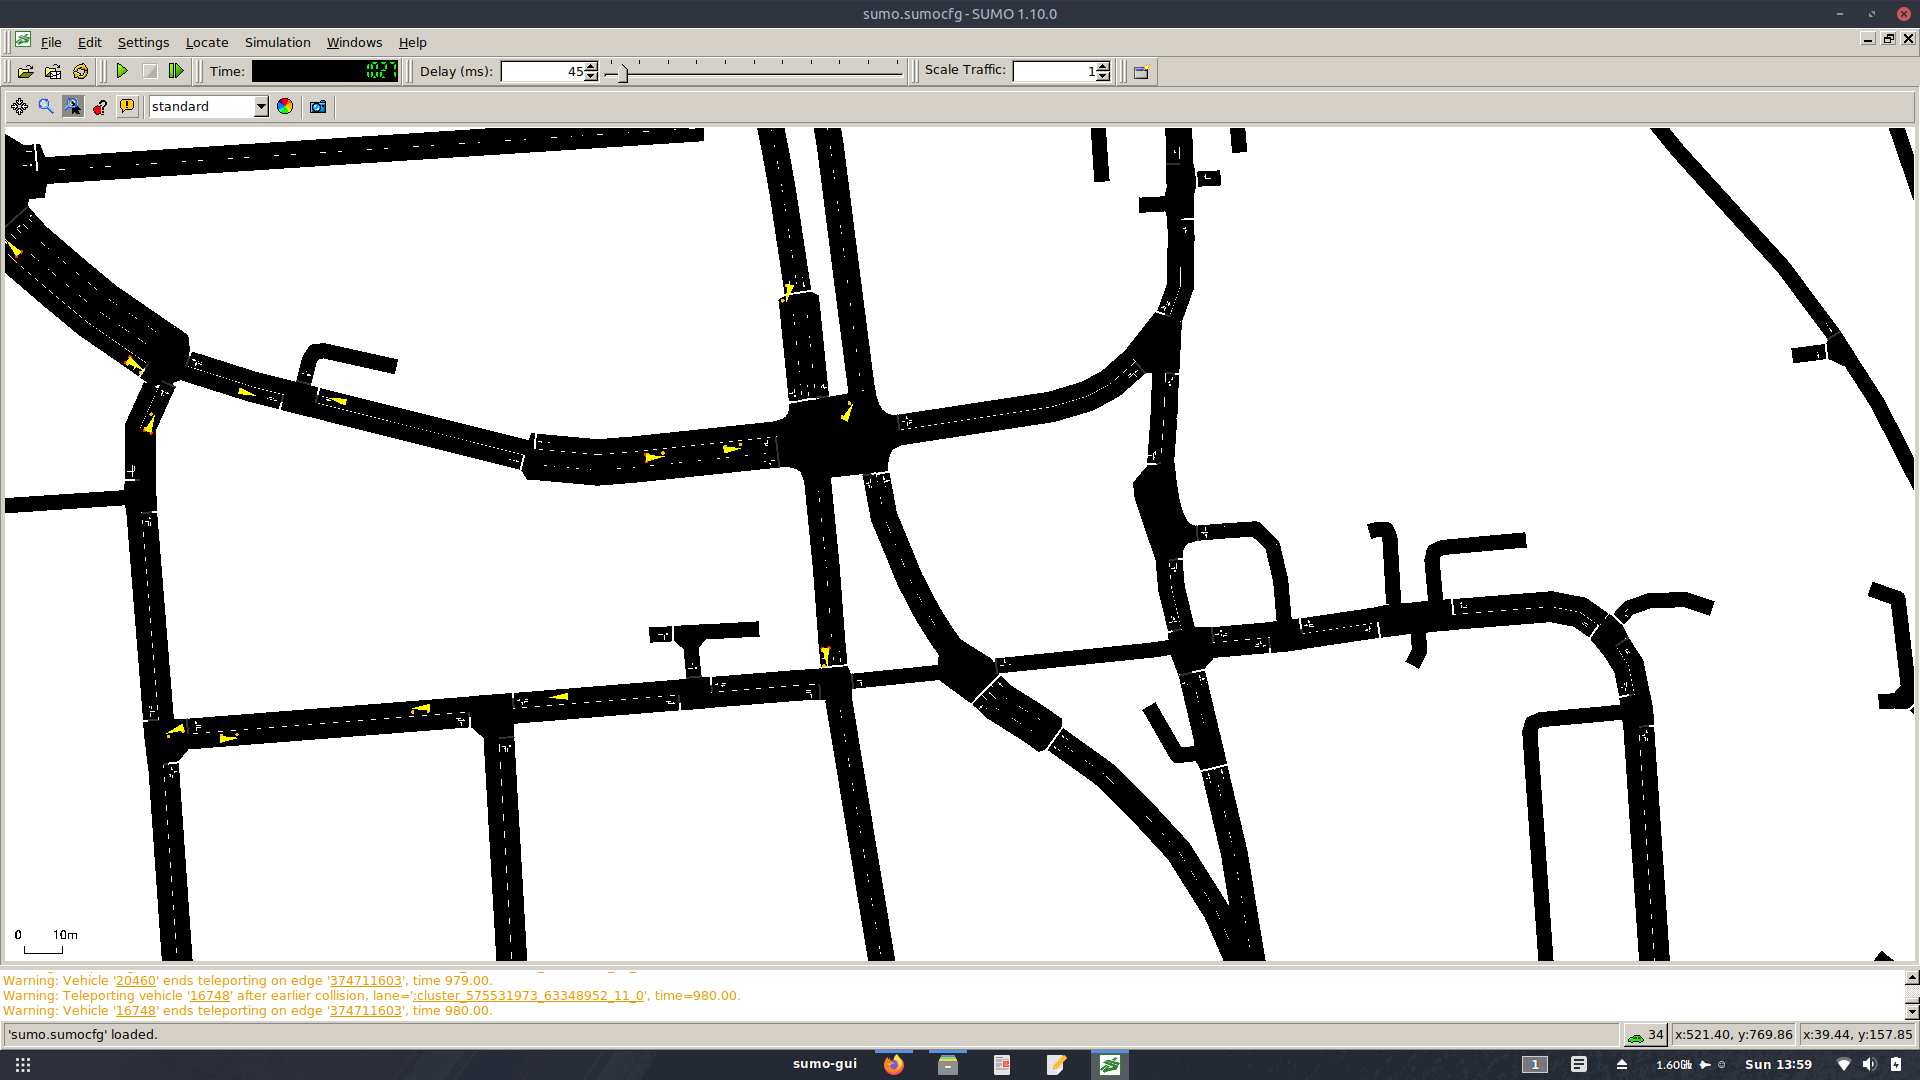 sumo.sumocfg - SUMO 1.10.0
File Edit Settings Locate Simulation Windows Help
Time: Delay (ms): 45 Scale Traffic: 1
standard
0 10m
Warning: Vehicle '20460' ends teleporting on edge '374711603', time 979.00.
Warning: Teleporting vehicle '16748' after earlier collision, lane=':cluster_575531973_63348952_11_0', time=980.00.
Warning: Vehicle '16748' ends teleporting on edge '374711603', time 980.00.
'sumo.sumocfg' loaded. 34 x:521.40, y:769.86 x:39.44, y:157.85
sumo-gui 1 Sun 13:59